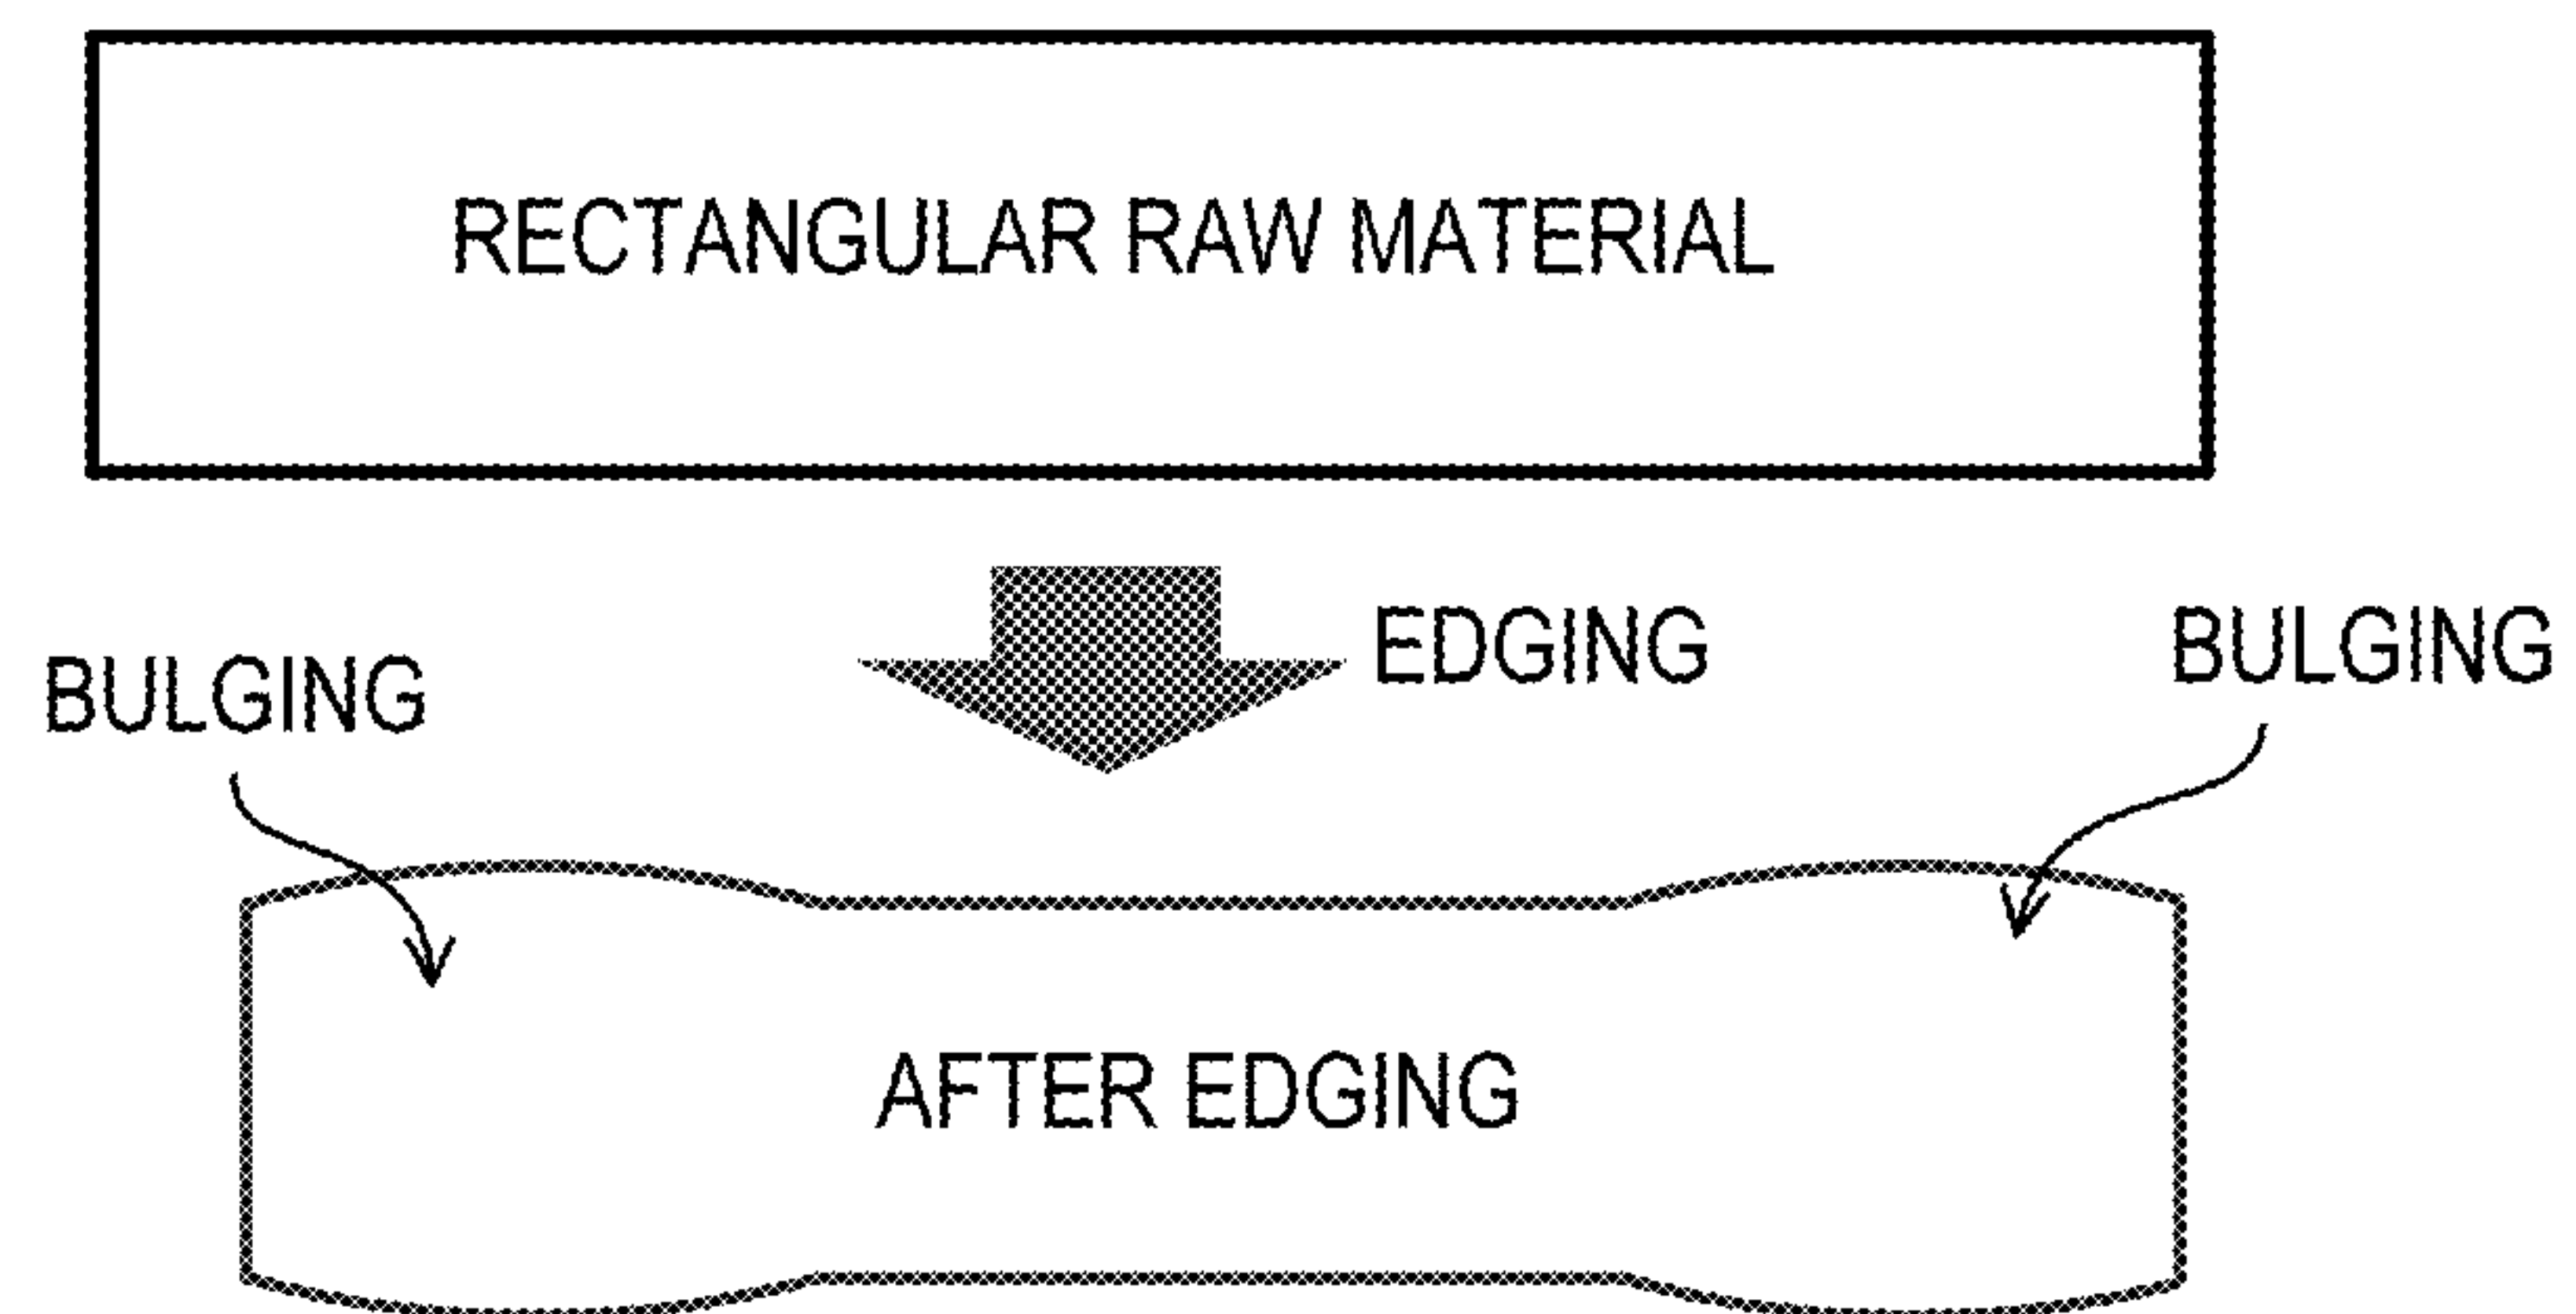 RECTANGULAR RAW MATERIAL
EDGING
BULGING
BULGING
AFTER EDGING